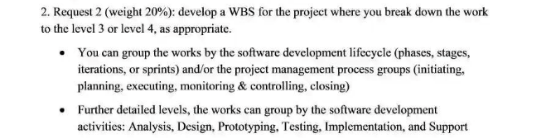 2. Request 2 (weight 20%): develop a WBS for the project where you break down the work
to the level 3 or level 4, as appropriate.
• You can group the works by the software development lifecycle (phases, stages,
iterations, or sprints) and/or the project management process groups (initiating,
planning, executing, monitoring & controlling, closing)
• Further detailed levels, the works can group by the software development
activities: Analysis, Design, Prototyping, Testing, Implementation, and Support